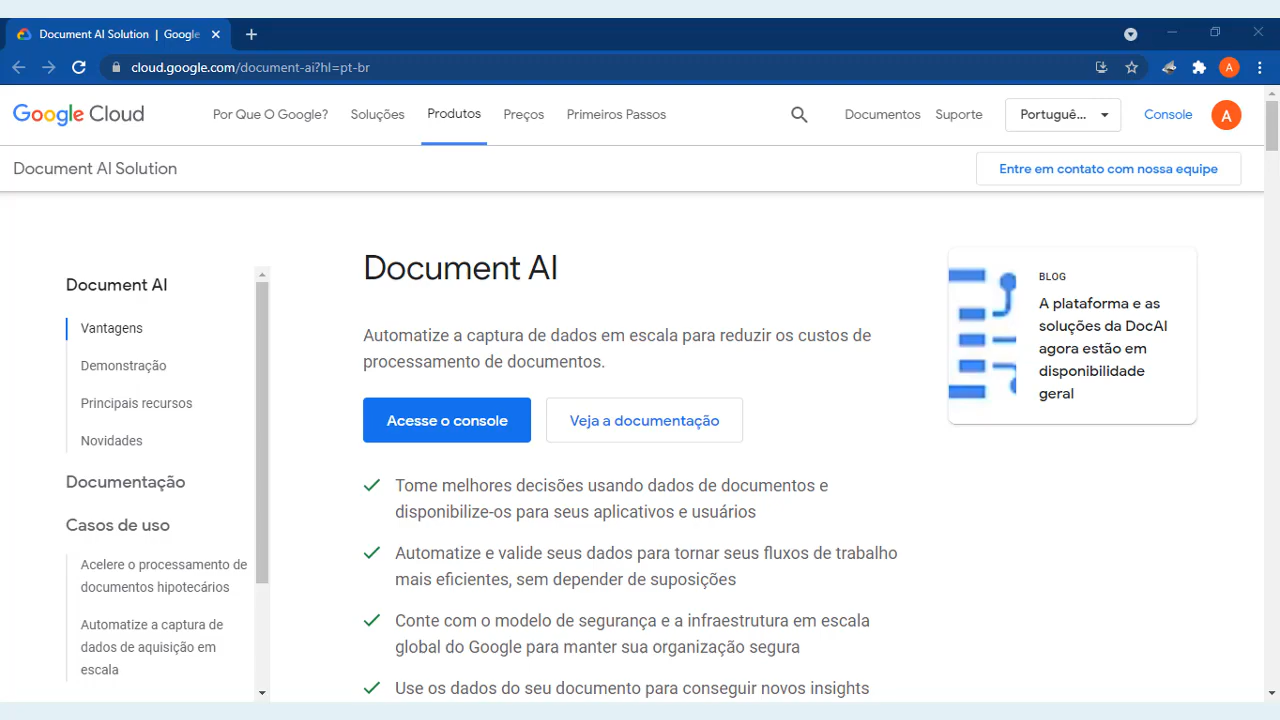 Document AI Solution | Google
cloud.google.com/document-ai?hl=pt-br
A
Google Cloud
Por Que O Google?
Soluções
Produtos
Preços
Primeiros Passos
Documentos
Suporte
Portuguê...
Console
A
Document AI Solution
Entre em contato com nossa equipe
Document AI
Vantagens
Demonstração
Principais recursos
Novidades
Documentação
Casos de uso
Acelere o processamento de
documentos hipotecários
Automatize a captura de
dados de aquisição em
escala
Document AI
Automatize a captura de dados em escala para reduzir os custos de
processamento de documentos.
Acesse o console
Veja a documentação
Tome melhores decisões usando dados de documentos e
disponibilize-os para seus aplicativos e usuários
Automatize e valide seus dados para tornar seus fluxos de trabalho
mais eficientes, sem depender de suposições
Conte com o modelo de segurança e a infraestrutura em escala
global do Google para manter sua organização segura
Use os dados do seu documento para conseguir novos insights
BLOG
A plataforma e as
soluções da DocAI
agora estão em
disponibilidade
geral